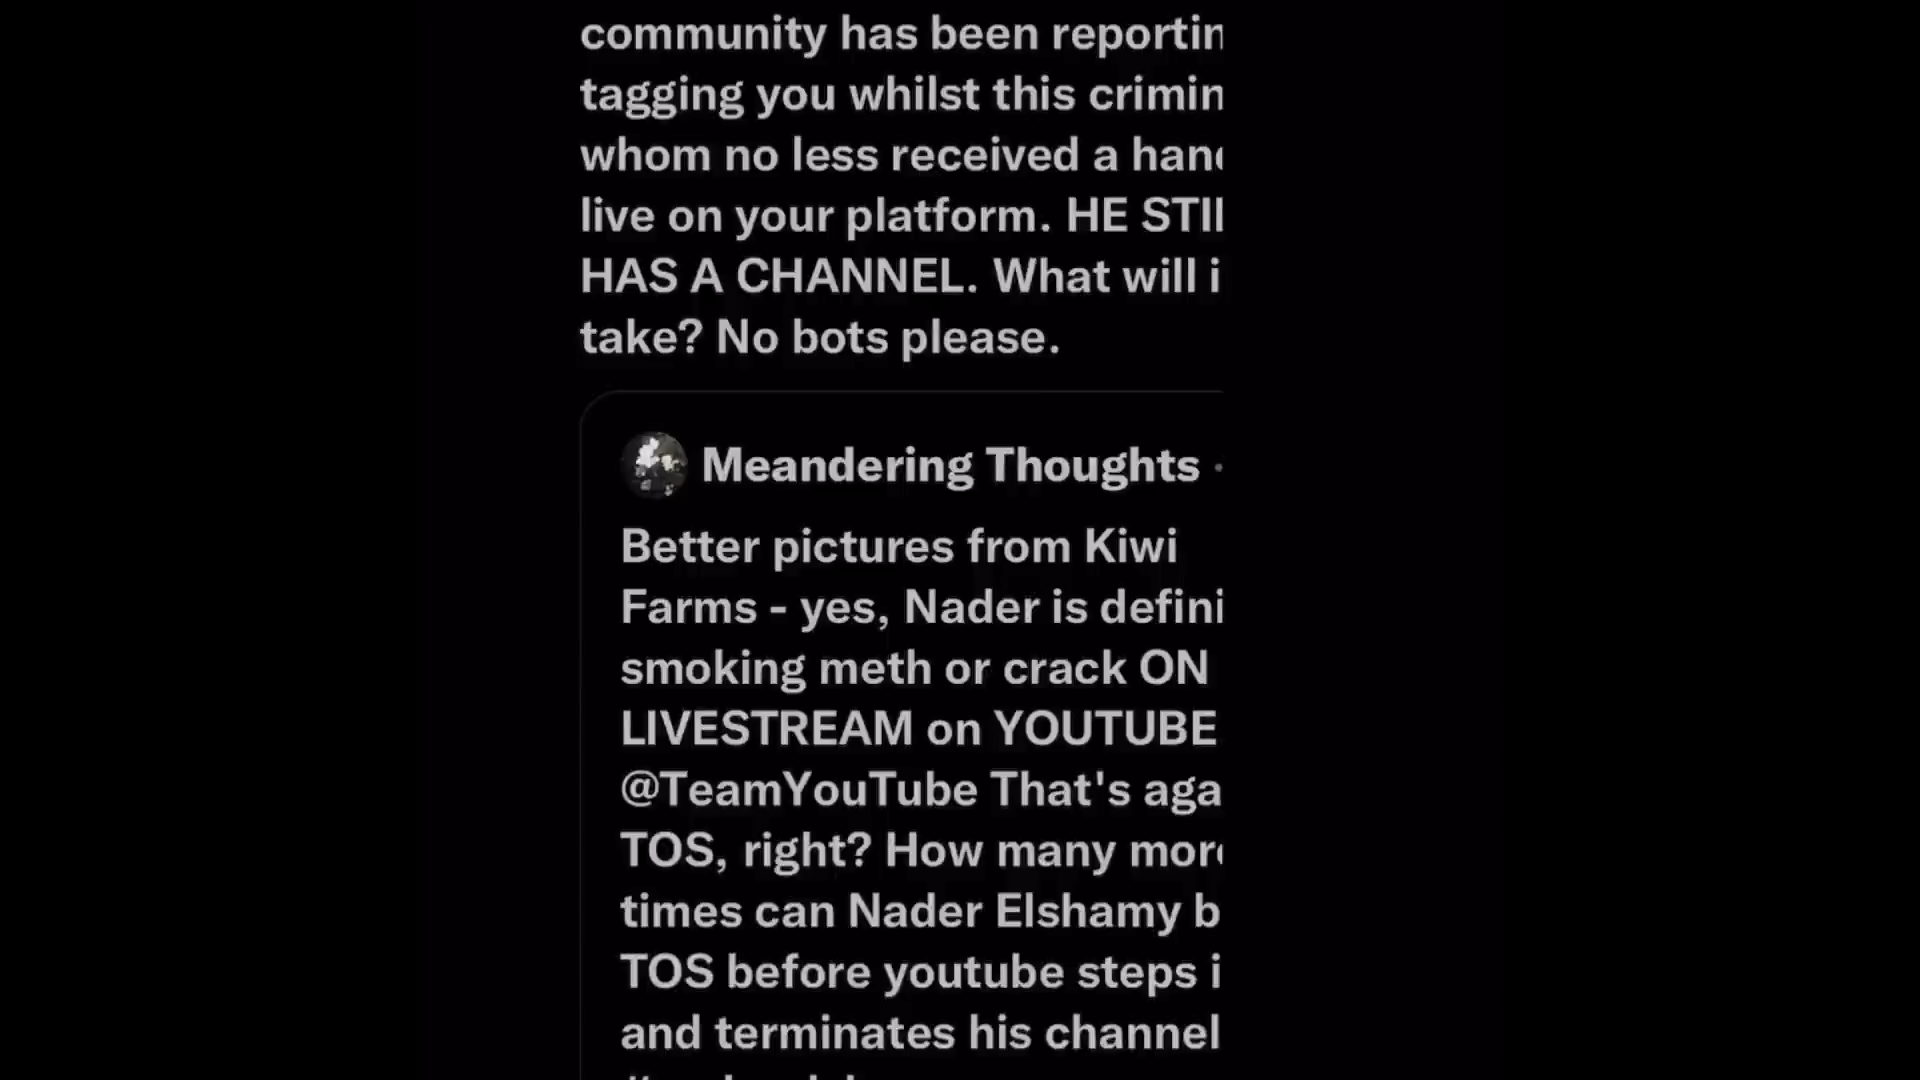 community has been reportin
tagging you whilst this crimin
whom no less received a
live on your platform. HE
HAS A CHANNEL. What will i
take? No bots please.
Meandering Thoughts ·
Better pictures from Kiwi
Farms - yes, Nader is defini
smoking meth or crack ON
LIVESTREAM on YOUTUBE
@TeamYouTube That's aga
TOS, right? How many more
times can Nader Elshamy b
TOS before youtube steps i
and terminates his channel